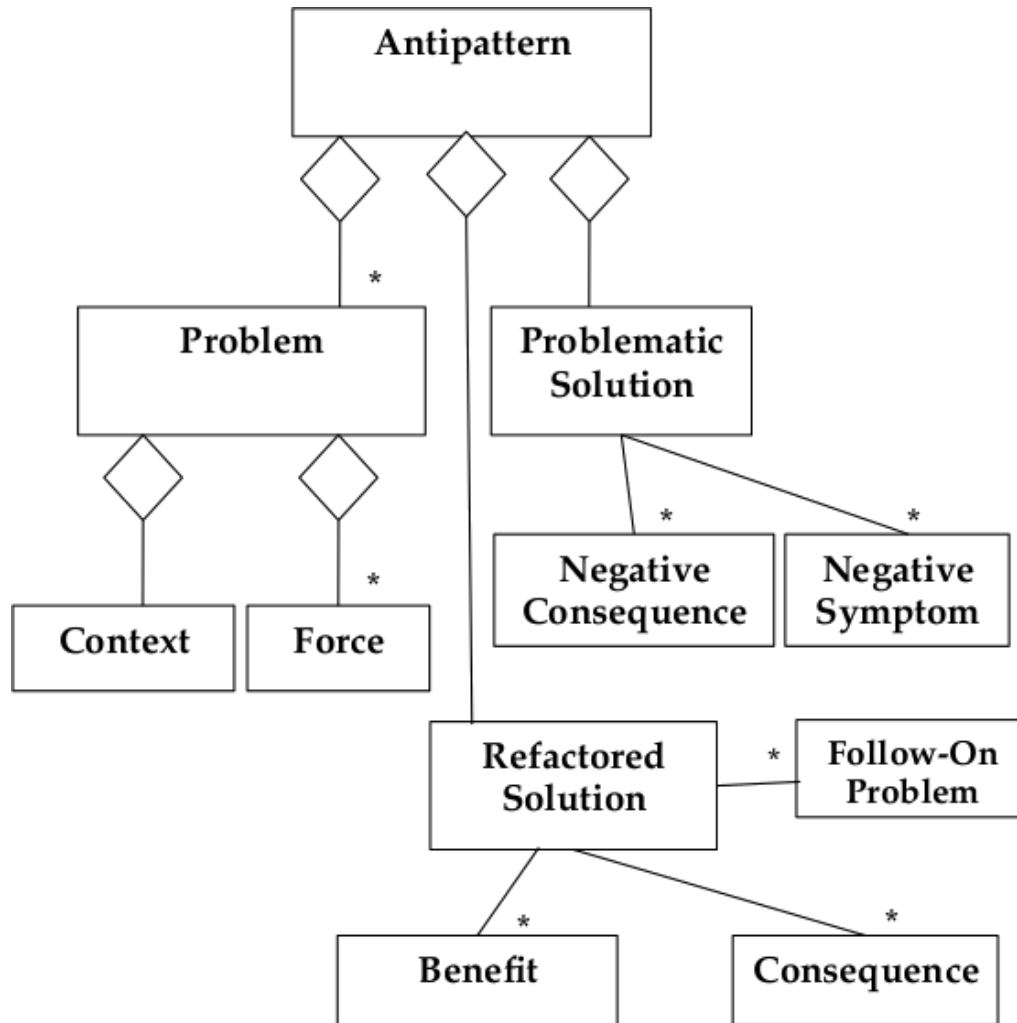 Antipattern
*
Problem
Problematic
Solution
*
*
Negative
Consequence
Negative
Symptom
*
Context
Force
Refactored
Solution
*
Follow-On
Problem
*
*
Benefit
Consequence